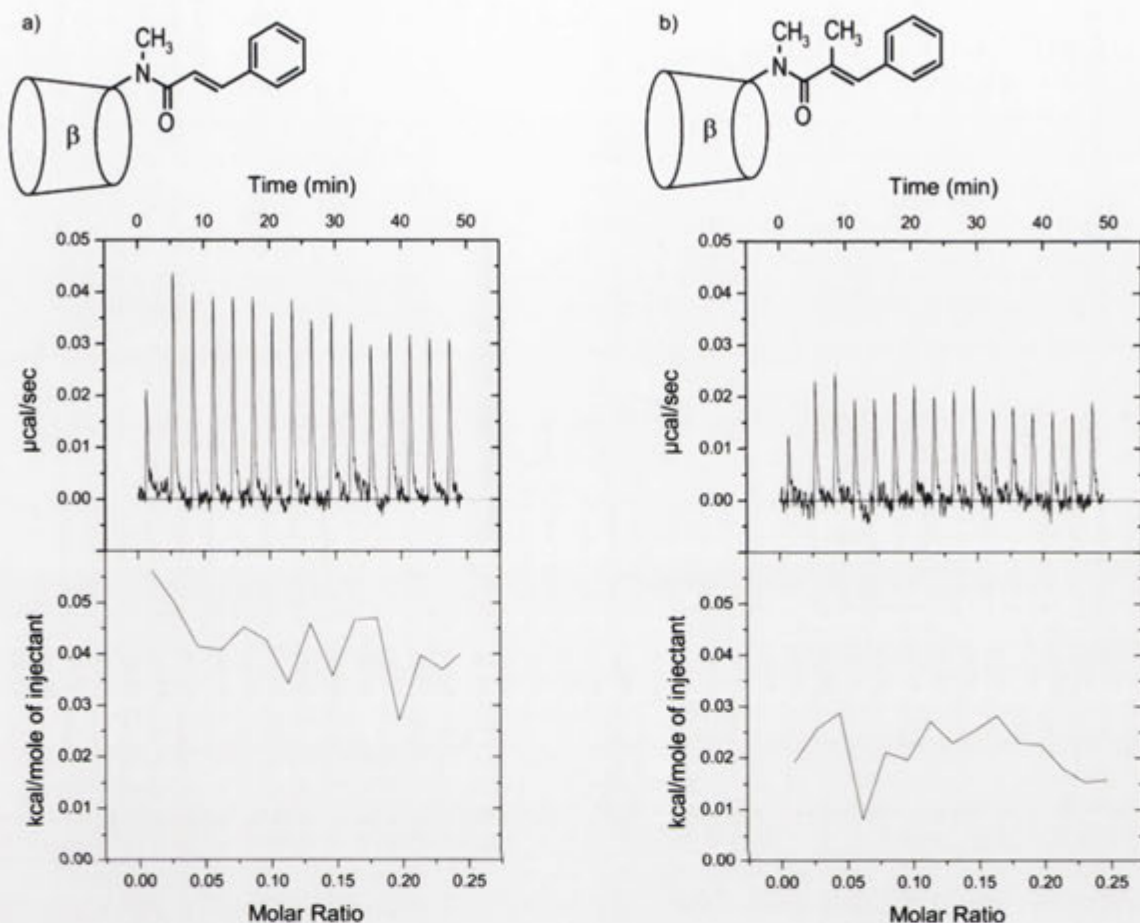 a)
CH3
N
O
β
Time (min)
0 10 20 30 40 50
0.05
0.04
0.03
0.02
0.01
0.00
µcal/sec
0.05
0.04
0.03
0.02
0.01
0.00
kcal/mole of injectant
0.00 0.05 0.10 0.15 0.20 0.25
Molar Ratio
b)
CH3 CH3
N
O
β
Time (min)
0 10 20 30 40 50
0.05
0.04
0.03
0.02
0.01
0.00
µcal/sec
0.05
0.04
0.03
0.02
0.01
0.00
kcal/mole of injectant
0.00 0.05 0.10 0.15 0.20 0.25
Molar Ratio